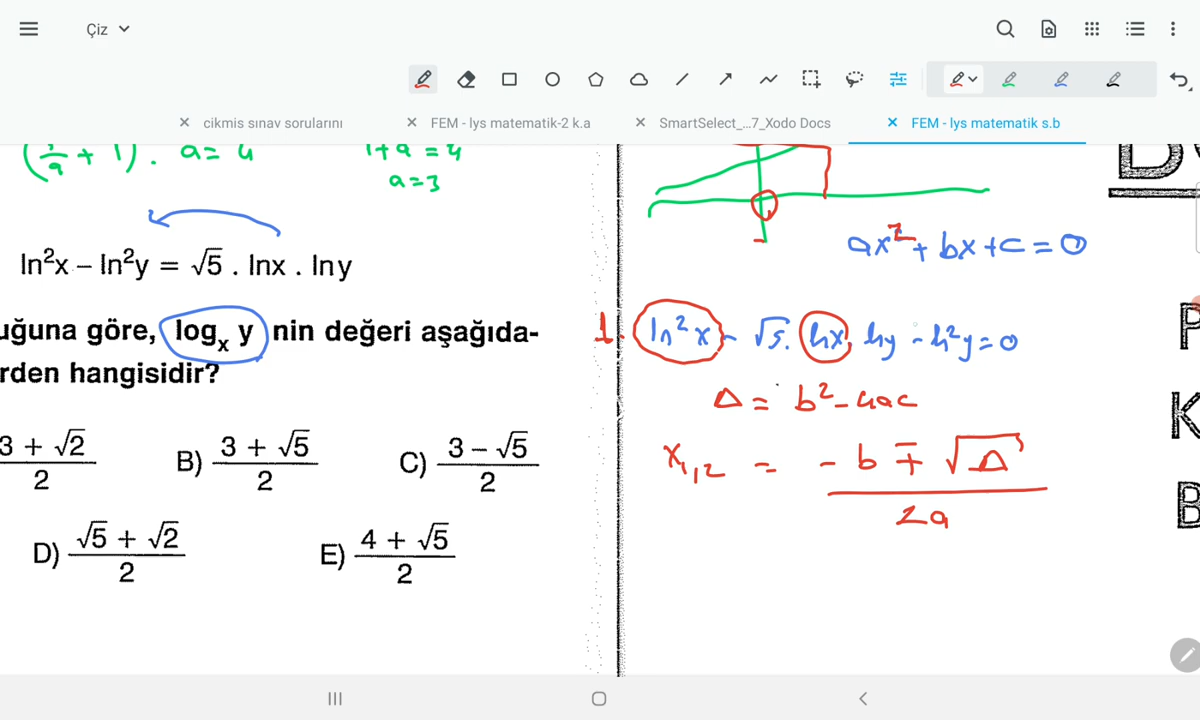 Çiz
cikmis sınav sorularını
FEM - lys matematik-2 k.a
SmartSelect_...7_Xodo Docs
FEM - lys matematik s.b
+ 1) . a = 4
1 + a = 4
a = 3
ln²x – ln²y = √5 . lnx . lny
uğuna göre, logₓ y nin değeri aşağıda-
rden hangisidir?
3 + √2 / 2
B) 3 + √5 / 2
C) 3 – √5 / 2
D) √5 + √2 / 2
E) 4 + √5 / 2
ax² + bx + c = 0
1. ln²x - √5. lnx. lny - ln²y = 0
Δ = b² - 4ac
x₁,₂ = - b ∓ √Δ / 2a
P
K
B